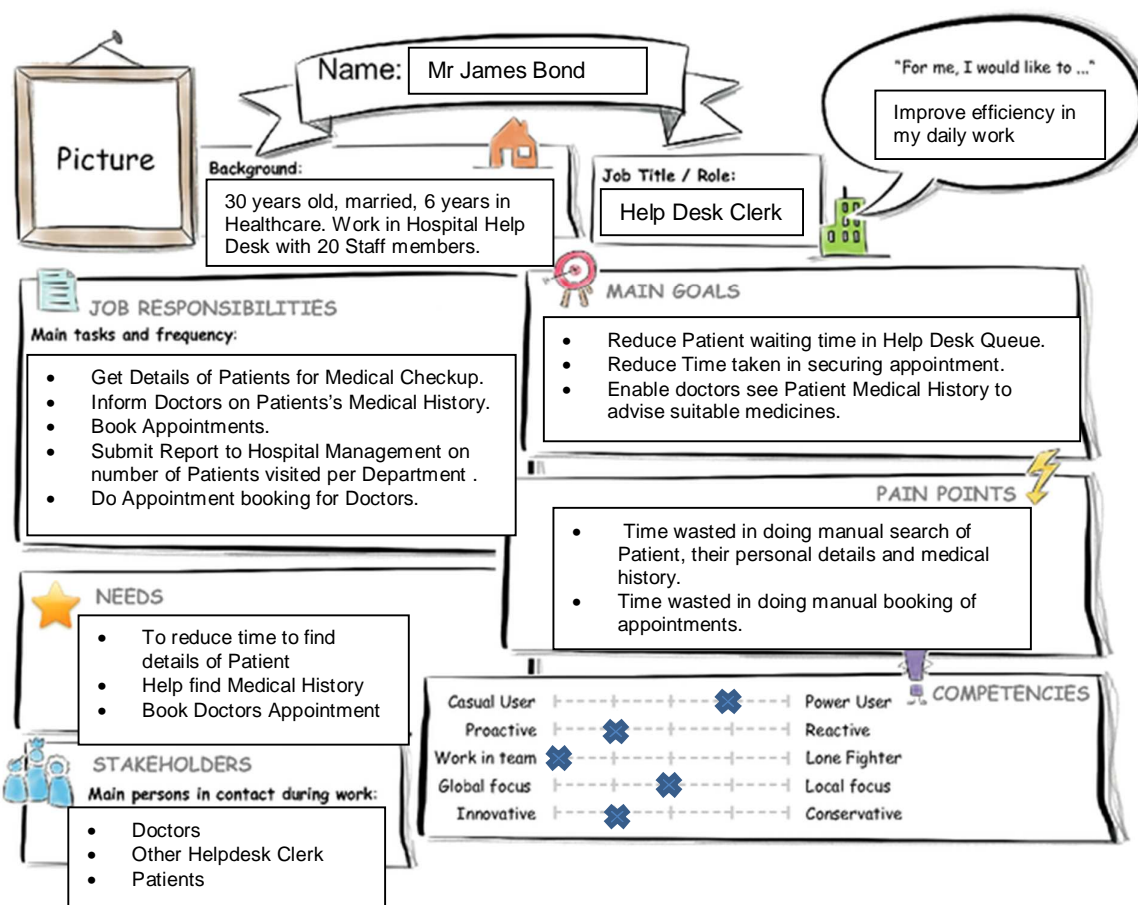 Name: Mr James Bond
"For me, I would like to ..."
Improve efficiency in
my daily work
Picture
Background:
30 years old, married, 6 years in
Healthcare. Work in Hospital Help
Desk with 20 Staff members.
Job Title / Role:
Help Desk Clerk
JOB RESPONSIBILITIES
Main tasks and frequency:
• Get Details of Patients for Medical Checkup.
• Inform Doctors on Patients's Medical History.
• Book Appointments.
• Submit Report to Hospital Management on
number of Patients visited per Department .
• Do Appointment booking for Doctors.
MAIN GOALS
• Reduce Patient waiting time in Help Desk Queue.
• Reduce Time taken in securing appointment.
• Enable doctors see Patient Medical History to
advise suitable medicines.
PAIN POINTS
• Time wasted in doing manual search of
Patient, their personal details and medical
history.
• Time wasted in doing manual booking of
appointments.
NEEDS
• To reduce time to find
details of Patient
• Help find Medical History
• Book Doctors Appointment
COMPETENCIES
Casual User Power User
Proactive Reactive
Work in team Lone Fighter
Global focus Local focus
Innovative Conservative
STAKEHOLDERS
Main persons in contact during work:
• Doctors
• Other Helpdesk Clerk
• Patients